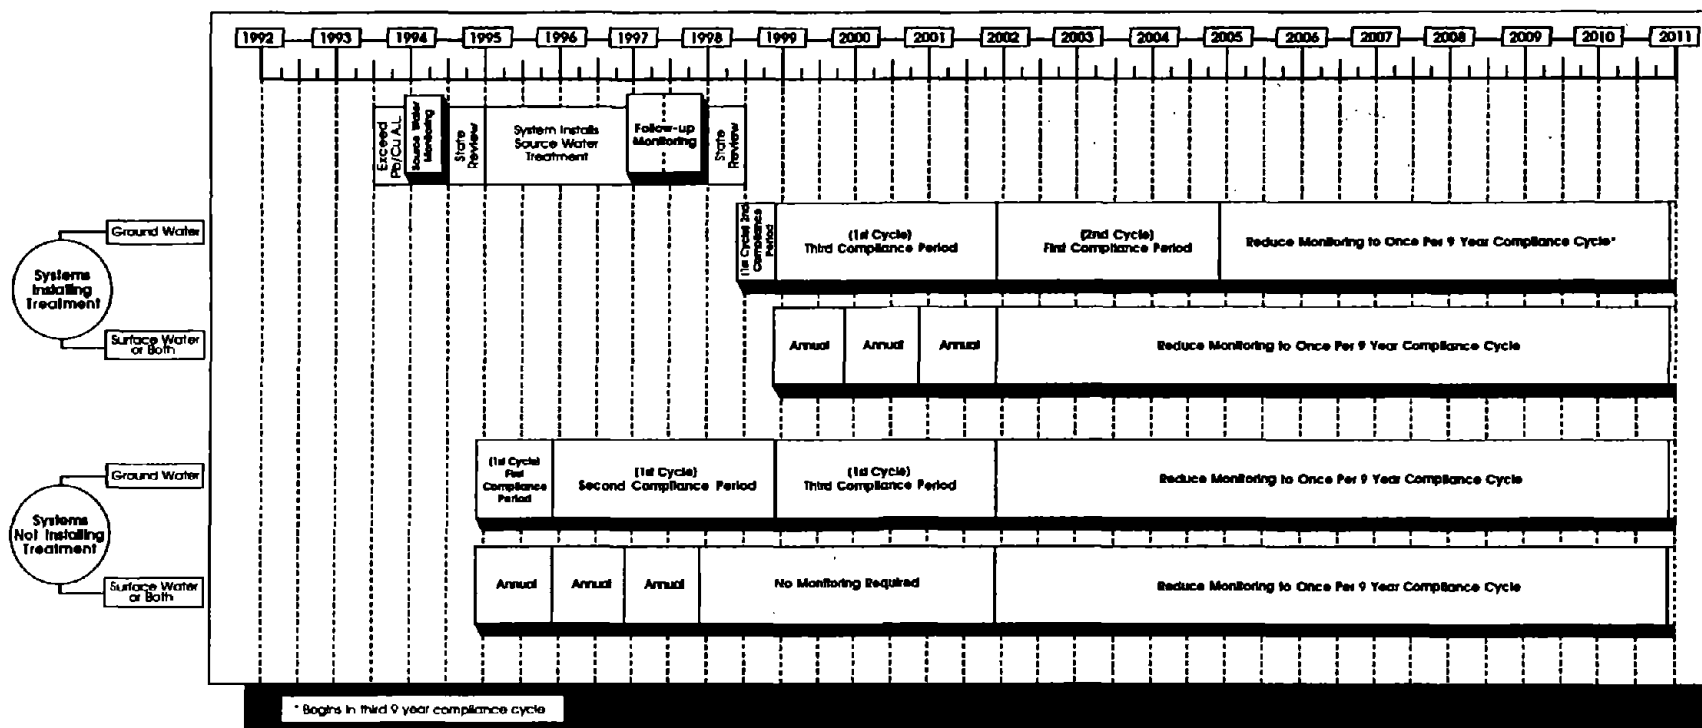 1992 1993 1994 1995 1996 1997 1998 1999 2000 2001 2002 2003 2004 2005 2006 2007 2008 2009 2010 2011
Exceed
Pb/Cu A.L.
Source Water
Monitoring
State
Review
System Installs
Source Water
Treatment
Follow-up
Monitoring
State
Review
Systems
Installing
Treatment
Ground Water
(1st Cycle) 2nd
Compliance
Period
(1st Cycle)
Third Compliance Period
(2nd Cycle)
First Compliance Period
Reduce Monitoring to Once Per 9 Year Compliance Cycle*
Surface Water
or Both
Annual
Annual
Annual
Reduce Monitoring to Once Per 9 Year Compliance Cycle
Systems
Not Installing
Treatment
Ground Water
(1st Cycle)
First
Compliance
Period
(1st Cycle)
Second Compliance Period
(1st Cycle)
Third Compliance Period
Reduce Monitoring to Once Per 9 Year Compliance Cycle
Surface Water
or Both
Annual
Annual
Annual
No Monitoring Required
Reduce Monitoring to Once Per 9 Year Compliance Cycle
* Begins in third 9 year compliance cycle